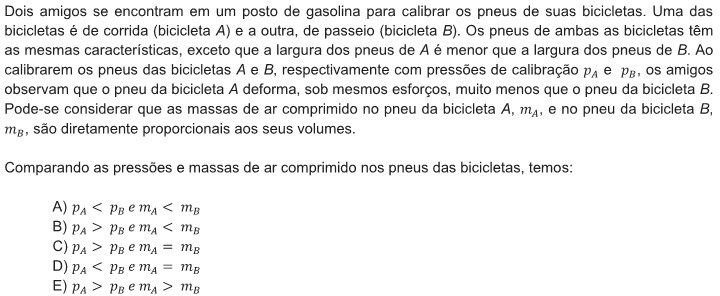 Dois amigos se encontram em um posto de gasolina para calibrar os pneus de suas bicicletas. Uma das
bicicletas é de corrida (bicicleta A) e a outra, de passeio (bicicleta B). Os pneus de ambas as bicicletas têm
as mesmas características, exceto que a largura dos pneus de A é menor que a largura dos pneus de B. Ao
calibrarem os pneus das bicicletas A e B, respectivamente com pressões de calibração p_A e p_B, os amigos
observam que o pneu da bicicleta A deforma, sob mesmos esforços, muito menos que o pneu da bicicleta B.
Pode-se considerar que as massas de ar comprimido no pneu da bicicleta A, m_A, e no pneu da bicicleta B,
m_B, são diretamente proporcionais aos seus volumes.
Comparando as pressões e massas de ar comprimido nos pneus das bicicletas, temos:
A) p_A < p_B e m_A < m_B
B) p_A > p_B e m_A < m_B
C) p_A > p_B e m_A = m_B
D) p_A < p_B e m_A = m_B
E) p_A > p_B e m_A > m_B